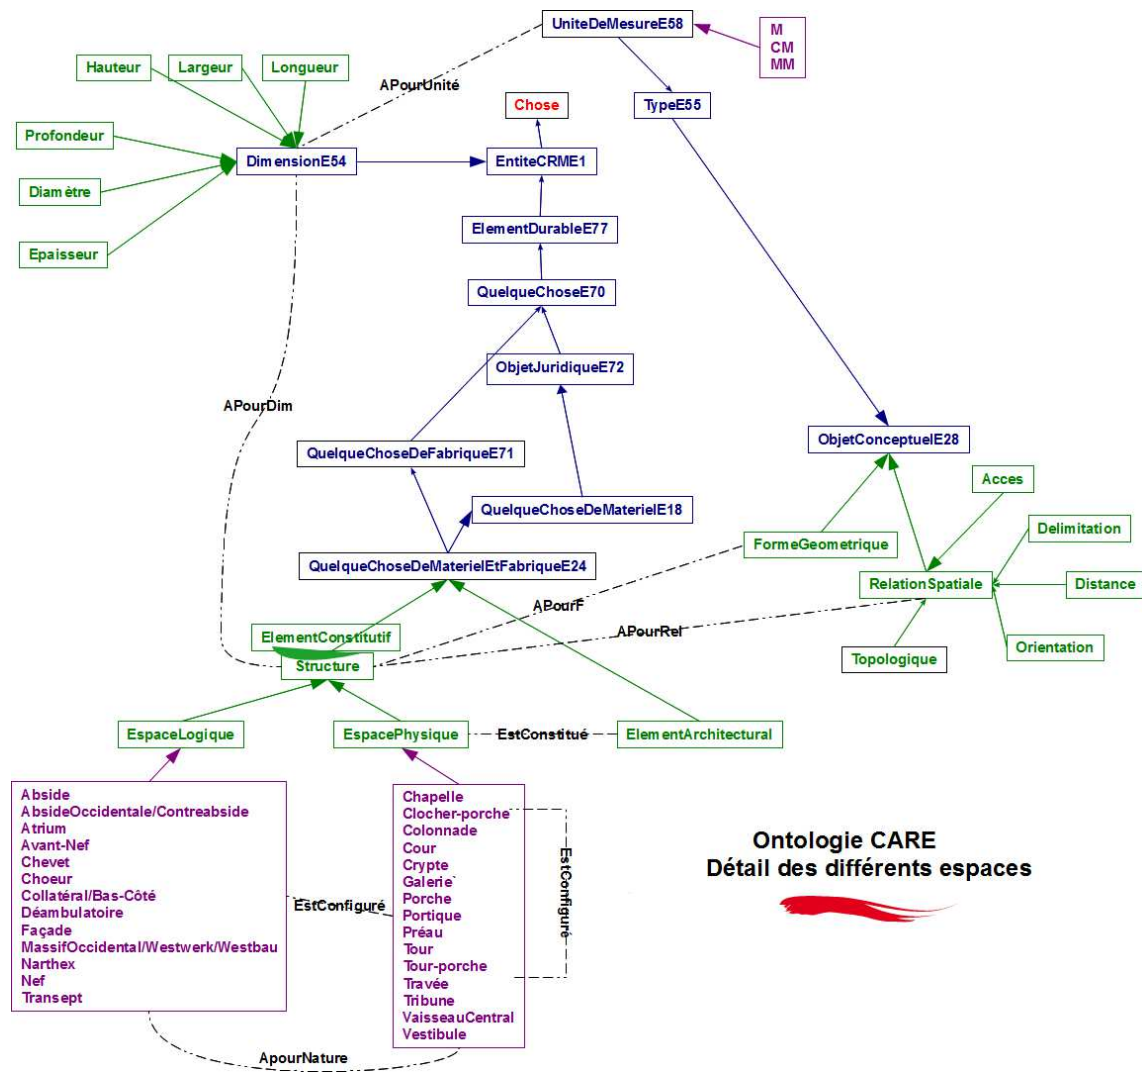 UniteDeMesureE58
M
CM
MM
Hauteur
Largeur
Longueur
APourUnité
TypeE55
Chose
Profondeur
DimensionE54
EntiteCRME1
Diamètre
ElementDurableE77
Epaisseur
QuelqueChoseE70
ObjetJuridiqueE72
APourDim
ObjetConceptuelE28
QuelqueChoseDeFabriqueE71
Acces
QuelqueChoseDeMaterielE18
Delimitation
FormeGeometrique
QuelqueChoseDeMaterielEtFabriqueE24
RelationSpatiale
Distance
APourF
ElementConstitutif
APourRel
Orientation
Structure
Topologique
EspaceLogique
EspacePhysique
EstConstitué
ElementArchitectural
Abside
AbsideOccidentale/Contreabside
Atrium
Avant-Nef
Chevet
Choeur
Collatéral/Bas-Côté
Déambulatoire
Façade
MassifOccidental/Westwerk/Westbau
Narthex
Nef
Transept
EstConfiguré
Chapelle
Clocher-porche
Colonnade
Cour
Crypte
Galerie`
Porche
Portique
Préau
Tour
Tour-porche
Travée
Tribune
VaisseauCentral
Vestibule
EstConfiguré
Ontologie CARE
Détail des différents espaces
ApourNature